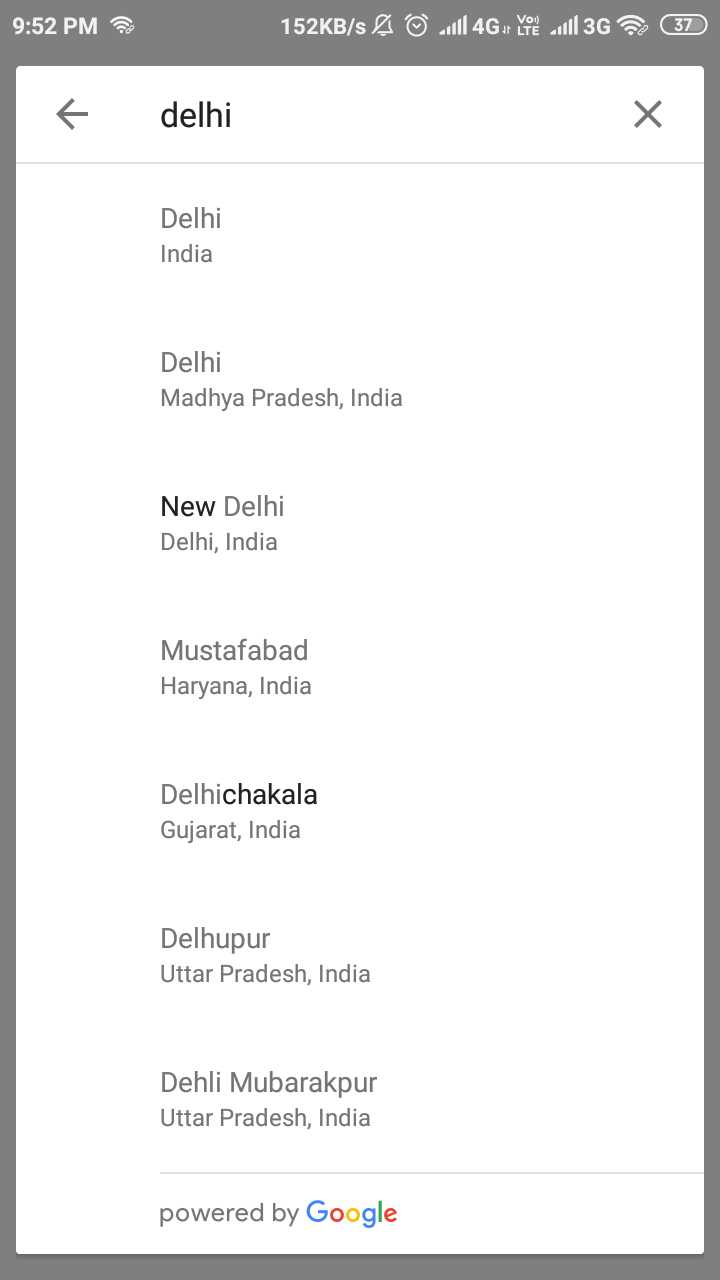 9:52 PM 152KB/s 4G Vo) LTE 3G 37
delhi
Delhi
India
Delhi
Madhya Pradesh, India
New Delhi
Delhi, India
Mustafabad
Haryana, India
Delhichakala
Gujarat, India
Delhupur
Uttar Pradesh, India
Dehli Mubarakpur
Uttar Pradesh, India
powered by Google